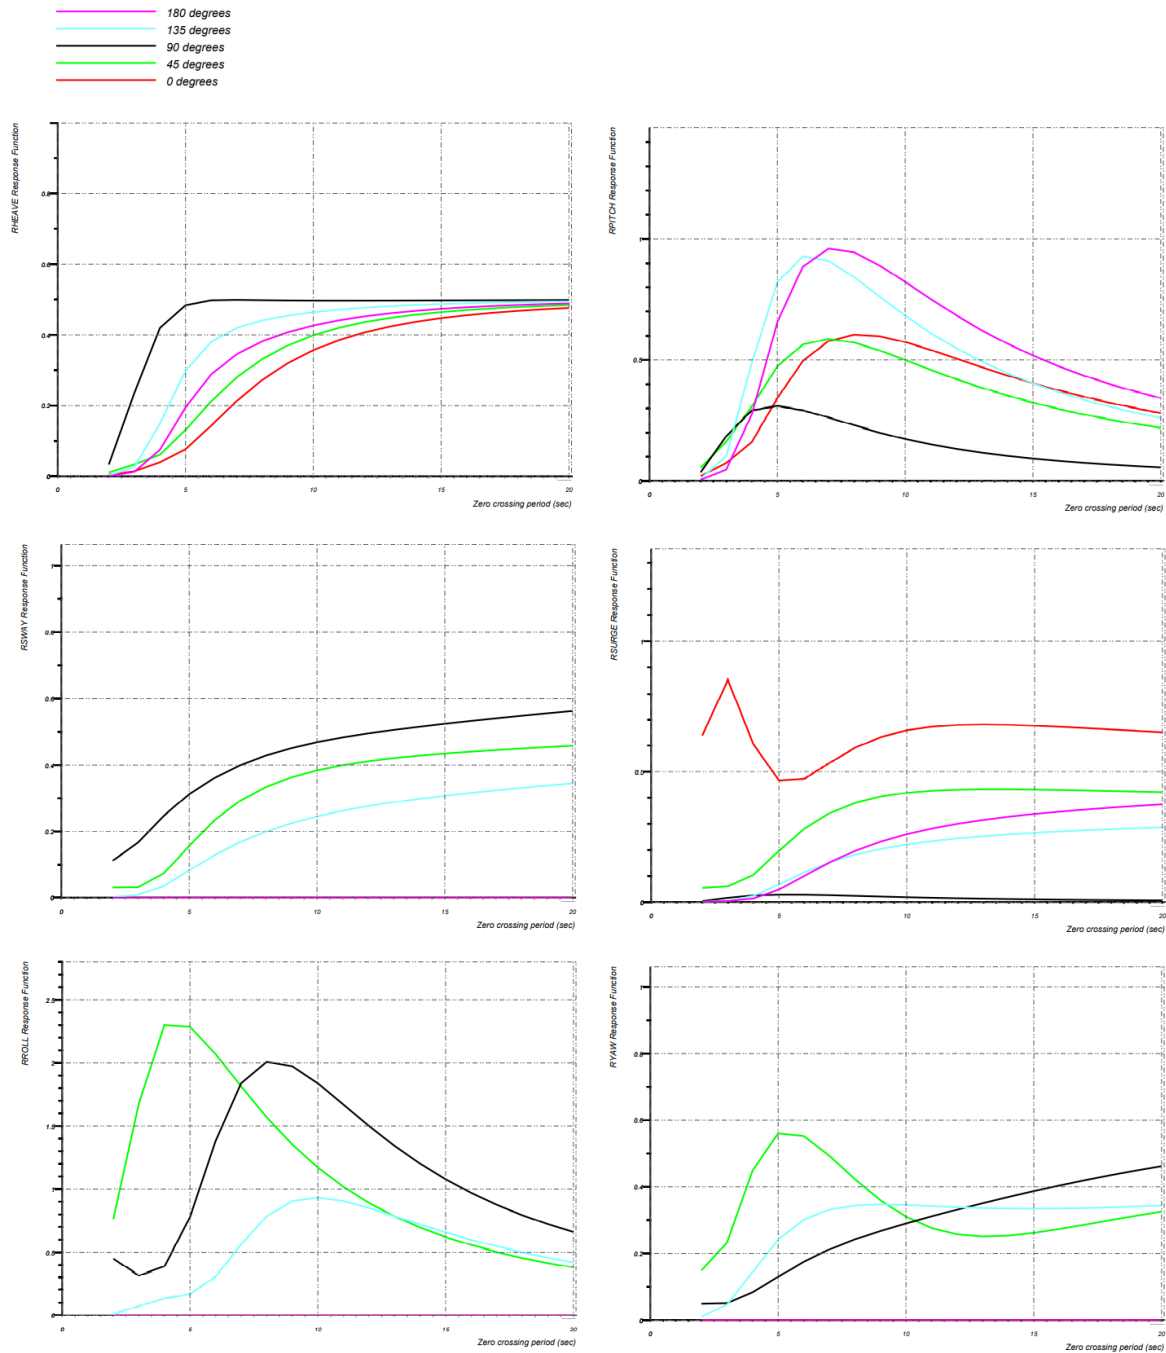 180 degrees
135 degrees
90 degrees
45 degrees
0 degrees
RHEAVE Response Function
0.8
0.6
0.4
0.2
0
0 5 10 15 20
Zero crossing period (sec)
RPITCH Response Function
1
0.5
0
0 5 10 15 20
Zero crossing period (sec)
RSWAY Response Function
1
0.8
0.6
0.4
0.2
0
0 5 10 15 20
Zero crossing period (sec)
RSURGE Response Function
1
0.5
0
0 5 10 15 20
Zero crossing period (sec)
RROLL Response Function
2.5
2
1.5
1
0.5
0
0 5 10 15 20
Zero crossing period (sec)
RYAW Response Function
1
0.8
0.6
0.4
0.2
0
0 5 10 15 20
Zero crossing period (sec)